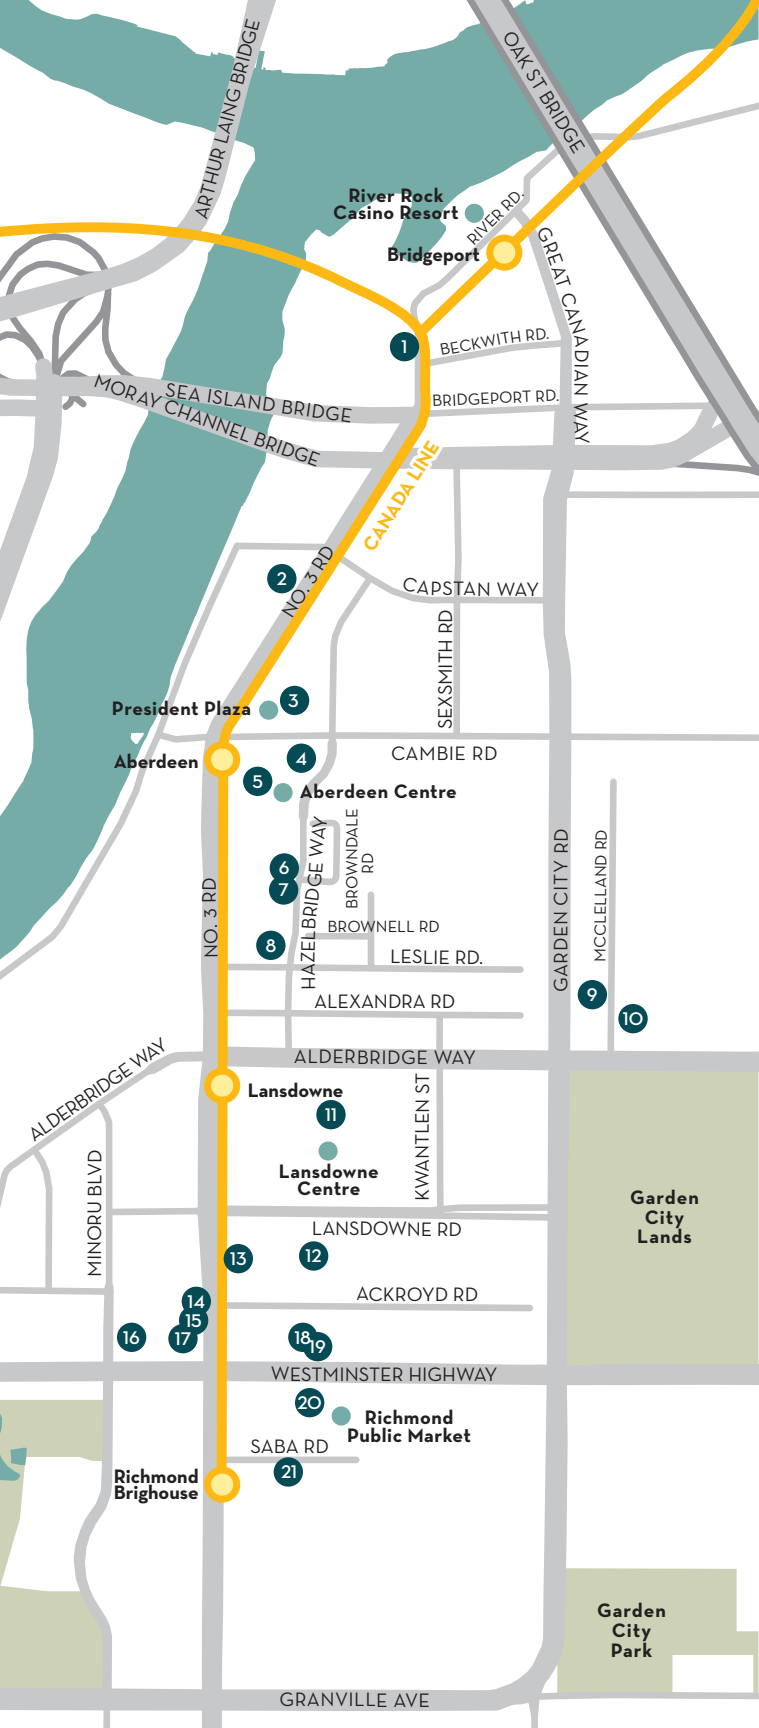 ARTHUR LAING BRIDGE
OAK ST BRIDGE
River Rock
Casino Resort
RIVER RD.
Bridgeport
GREAT CANADIAN WAY
1
BECKWITH RD.
SEA ISLAND BRIDGE
BRIDGEPORT RD.
MORAY CHANNEL BRIDGE
CANADA LINE
2
NO. 3 RD
CAPSTAN WAY
SEXSMITH RD
3
President Plaza
CAMBIE RD
Aberdeen
4
5
Aberdeen Centre
BROWNDALE
RD
HAZELBRIDGE WAY
6
7
NO. 3 RD
GARDEN CITY RD
MCCLELLAND RD
BROWNELL RD
8
LESLIE RD.
9
ALEXANDRA RD
10
ALDERBRIDGE WAY
ALDERBRIDGE WAY
Lansdowne
11
KWANTLEN ST
Lansdowne
Centre
MINORU BLVD
Garden
City
Lands
LANSDOWNE RD
13
12
ACKROYD RD
14
15
16
17
18
19
WESTMINSTER HIGHWAY
20
Richmond
Public Market
SABA RD
21
Richmond
Brighouse
Garden
City
Park
GRANVILLE AVE